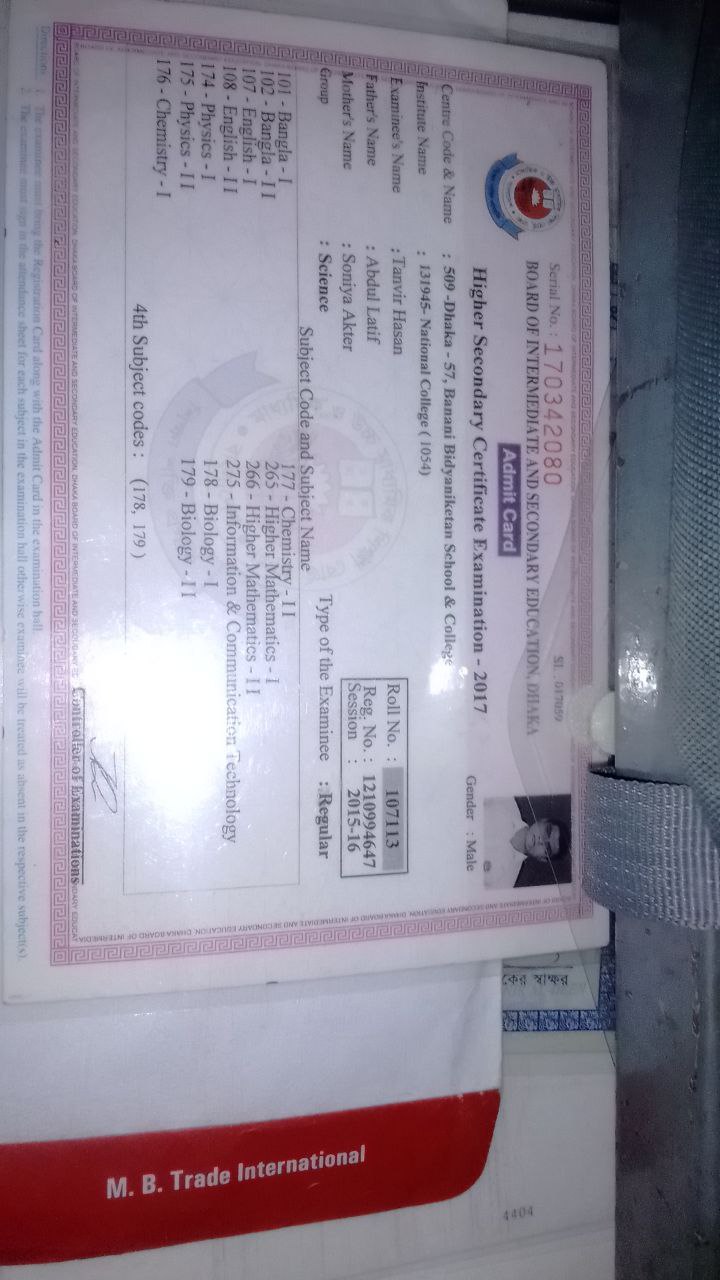 Serial No. : 170342080
SL : 017059
BOARD OF INTERMEDIATE AND SECONDARY EDUCATION, DHAKA
Admit Card
Higher Secondary Certificate Examination - 2017
Gender : Male
Centre Code & Name : 509 -Dhaka - 57, Banani Bidyaniketan School & College
Institute Name : 131945- National College ( 1054)
Examinee's Name : Tanvir Hasan
Father's Name : Abdul Latif
Mother's Name : Soniya Akter
Roll No. : 107113
Reg. No. : 1210994647
Session : 2015-16
Group : Science
Type of the Examinee : Regular
Subject Code and Subject Name
101 - Bangla - I
102 - Bangla - II
107 - English - I
108 - English - II
174 - Physics - I
175 - Physics - II
176 - Chemistry - I
177 - Chemistry - II
265 - Higher Mathematics - I
266 - Higher Mathematics - II
275 - Information & Communication Technology
178 - Biology - I
179 - Biology - II
4th Subject codes : (178, 179 )
Controller of Examinations
Directions 1. The examinee must bring the Registration Card along with the Admit Card in the examination hall.
2. The examinee must sign in the attendance sheet for each subject in the examination hall otherwise examinee will be treated as absent in the respective subject(s).
M. B. Trade International
4404